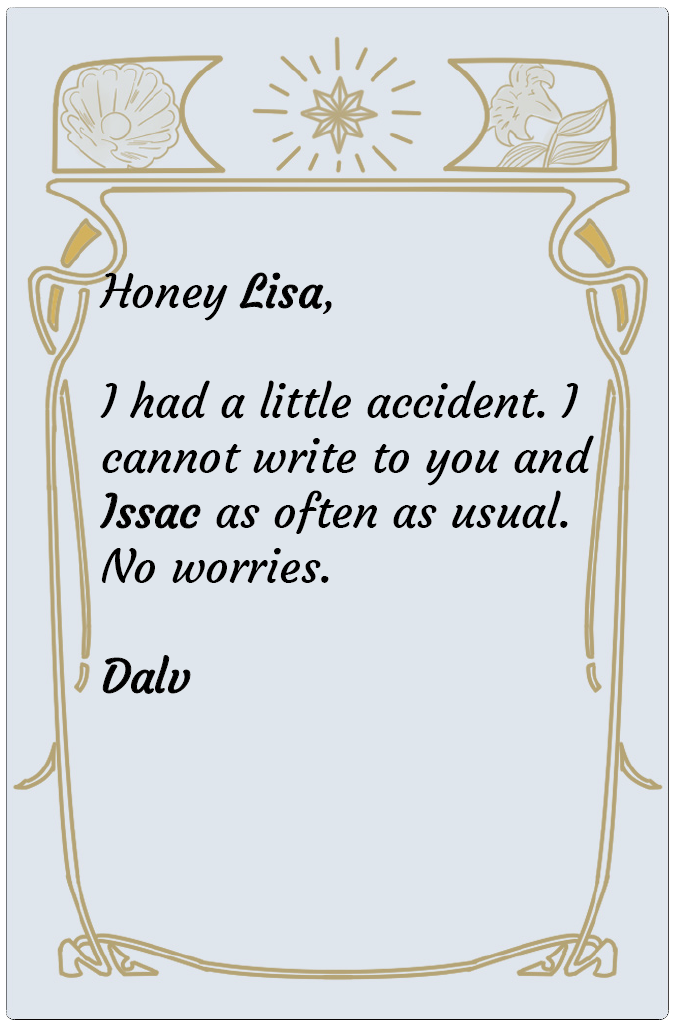 Honey Lisa,
I had a little accident. I
cannot write to you and
Issac as often as usual.
No worries.
Dalv